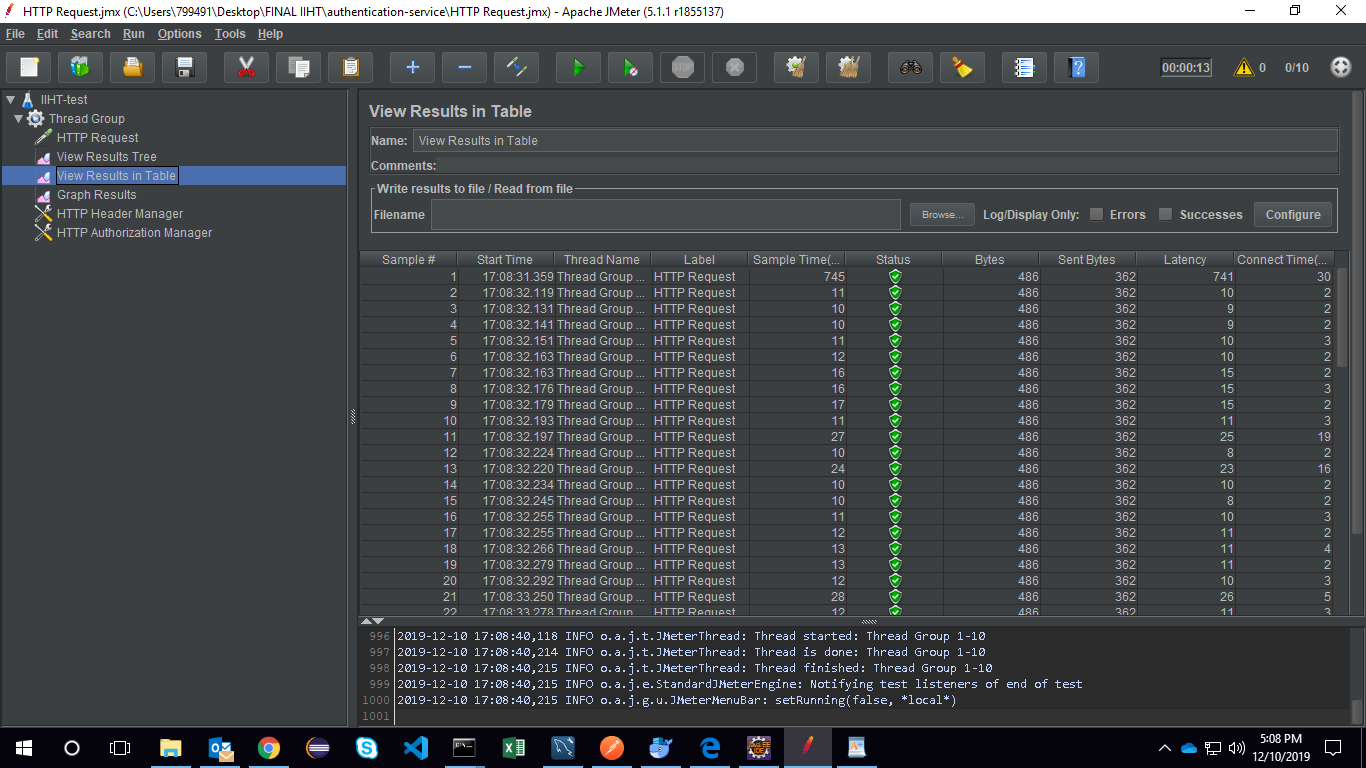 HTTP Request.jmx (C:\Users\799491\Desktop\FINAL IIHT\authentication-service\HTTP Request.jmx) - Apache JMeter (5.1.1 r1855137)
File Edit Search Run Options Tools Help
STOP 00:00:13 0 0/10
IIHT-test
Thread Group
HTTP Request
View Results Tree
View Results in Table
Graph Results
HTTP Header Manager
HTTP Authorization Manager
View Results in Table
Name: View Results in Table
Comments:
Write results to file / Read from file
Filename Browse... Log/Display Only: Errors Successes Configure
Sample # Start Time Thread Name Label Sample Time(... Status Bytes Sent Bytes Latency Connect Time(...
1 17:08:31.359 Thread Group ... HTTP Request 745 486 362 741 30
2 17:08:32.119 Thread Group ... HTTP Request 11 486 362 10 2
3 17:08:32.131 Thread Group ... HTTP Request 10 486 362 9 2
4 17:08:32.141 Thread Group ... HTTP Request 10 486 362 9 2
5 17:08:32.151 Thread Group ... HTTP Request 11 486 362 10 3
6 17:08:32.163 Thread Group ... HTTP Request 12 486 362 10 2
7 17:08:32.163 Thread Group ... HTTP Request 16 486 362 15 2
8 17:08:32.176 Thread Group ... HTTP Request 16 486 362 15 3
9 17:08:32.179 Thread Group ... HTTP Request 17 486 362 15 2
10 17:08:32.193 Thread Group ... HTTP Request 11 486 362 11 3
11 17:08:32.197 Thread Group ... HTTP Request 27 486 362 25 19
12 17:08:32.224 Thread Group ... HTTP Request 10 486 362 8 2
13 17:08:32.220 Thread Group ... HTTP Request 24 486 362 23 16
14 17:08:32.234 Thread Group ... HTTP Request 10 486 362 10 2
15 17:08:32.245 Thread Group ... HTTP Request 10 486 362 8 2
16 17:08:32.255 Thread Group ... HTTP Request 11 486 362 10 3
17 17:08:32.255 Thread Group ... HTTP Request 12 486 362 11 2
18 17:08:32.266 Thread Group ... HTTP Request 13 486 362 11 4
19 17:08:32.279 Thread Group ... HTTP Request 13 486 362 11 2
20 17:08:32.292 Thread Group ... HTTP Request 12 486 362 10 3
21 17:08:33.250 Thread Group ... HTTP Request 28 486 362 26 5
22 17:08:33.278 Thread Group ... HTTP Request 12 486 362 11 3
996 2019-12-10 17:08:40,118 INFO o.a.j.t.JMeterThread: Thread started: Thread Group 1-10
997 2019-12-10 17:08:40,214 INFO o.a.j.t.JMeterThread: Thread is done: Thread Group 1-10
998 2019-12-10 17:08:40,215 INFO o.a.j.t.JMeterThread: Thread finished: Thread Group 1-10
999 2019-12-10 17:08:40,215 INFO o.a.j.e.StandardJMeterEngine: Notifying test listeners of end of test
1000 2019-12-10 17:08:40,215 INFO o.a.j.g.u.JMeterMenuBar: setRunning(false, *local*)
1001
5:08 PM
12/10/2019